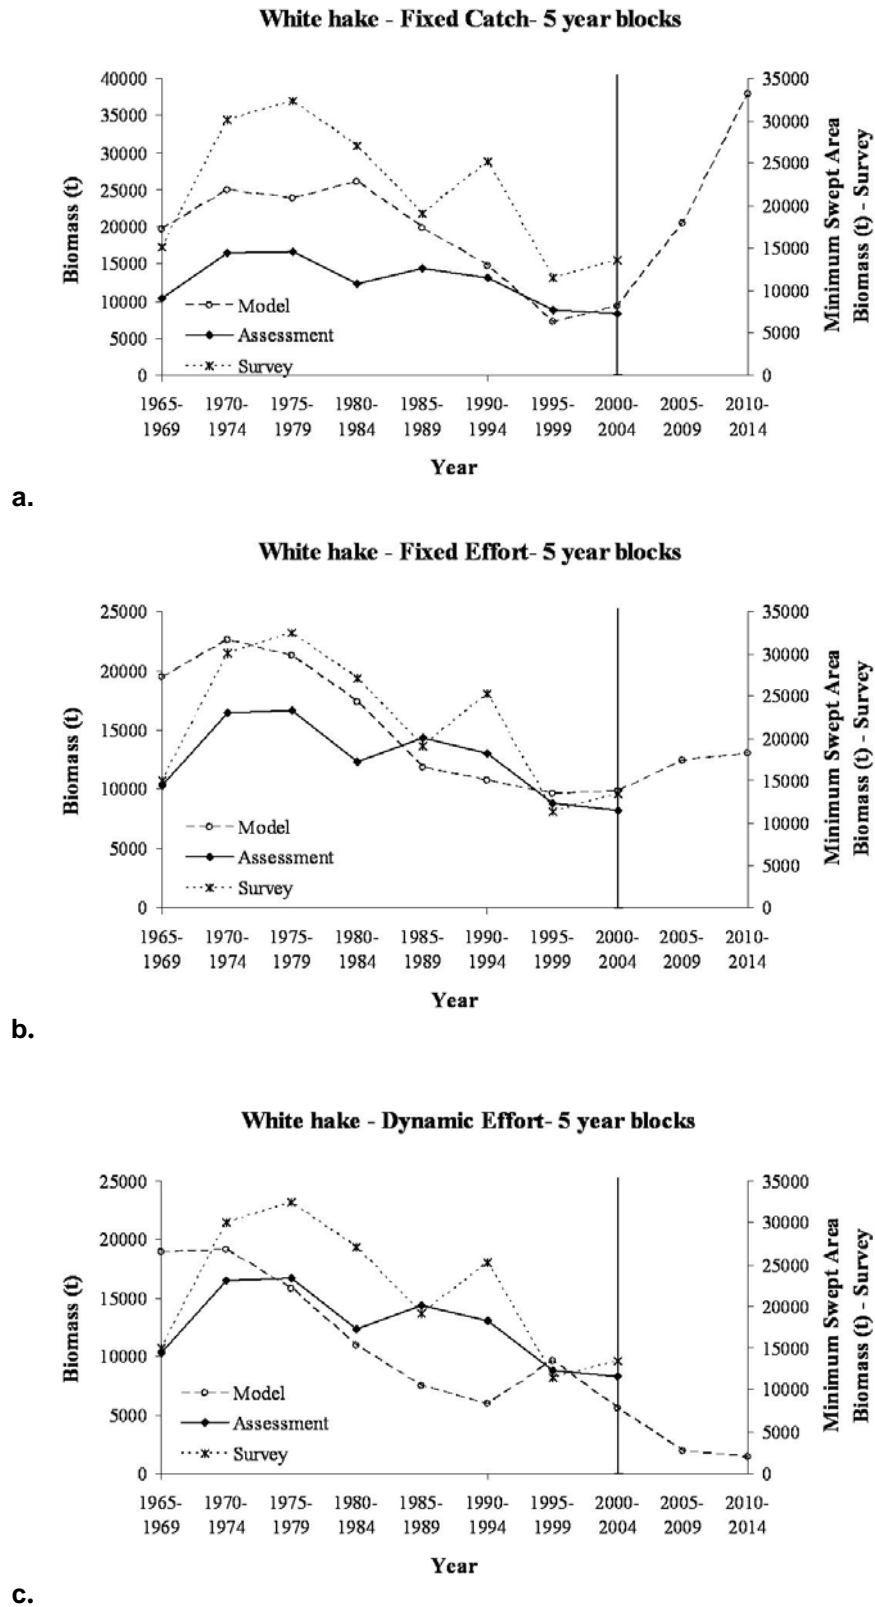 White hake - Fixed Catch- 5 year blocks
40000
35000
30000
25000
20000
15000
10000
5000
0
Biomass (t)
35000
30000
25000
20000
15000
10000
5000
0
Minimum Swept Area
Biomass (t) - Survey
Model
Assessment
Survey
1965- 1970- 1975- 1980- 1985- 1990- 1995- 2000- 2005- 2010-
1969 1974 1979 1984 1989 1994 1999 2004 2009 2014
Year
a.
White hake - Fixed Effort- 5 year blocks
25000
20000
15000
10000
5000
0
Biomass (t)
35000
30000
25000
20000
15000
10000
5000
0
Minimum Swept Area
Biomass (t) - Survey
Model
Assessment
Survey
1965- 1970- 1975- 1980- 1985- 1990- 1995- 2000- 2005- 2010-
1969 1974 1979 1984 1989 1994 1999 2004 2009 2014
Year
b.
White hake - Dynamic Effort- 5 year blocks
25000
20000
15000
10000
5000
0
Biomass (t)
35000
30000
25000
20000
15000
10000
5000
0
Minimum Swept Area
Biomass (t) - Survey
Model
Assessment
Survey
1965- 1970- 1975- 1980- 1985- 1990- 1995- 2000- 2005- 2010-
1969 1974 1979 1984 1989 1994 1999 2004 2009 2014
Year
c.